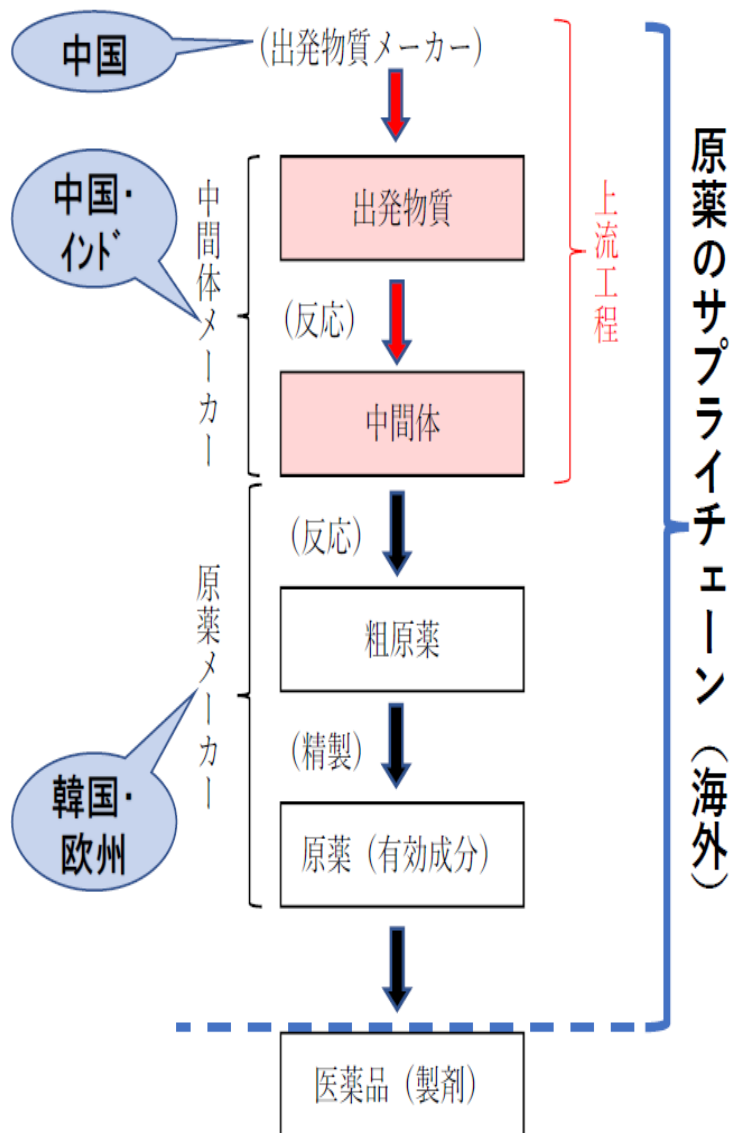 中国
(出発物質メーカー)
中国・
インド
中間体メーカー
出発物質
(反応)
中間体
上流工程
原薬のサプライチェーン（海外）
(反応)
原薬メーカー
粗原薬
(精製)
韓国・
欧州
原薬（有効成分）
医薬品（製剤）